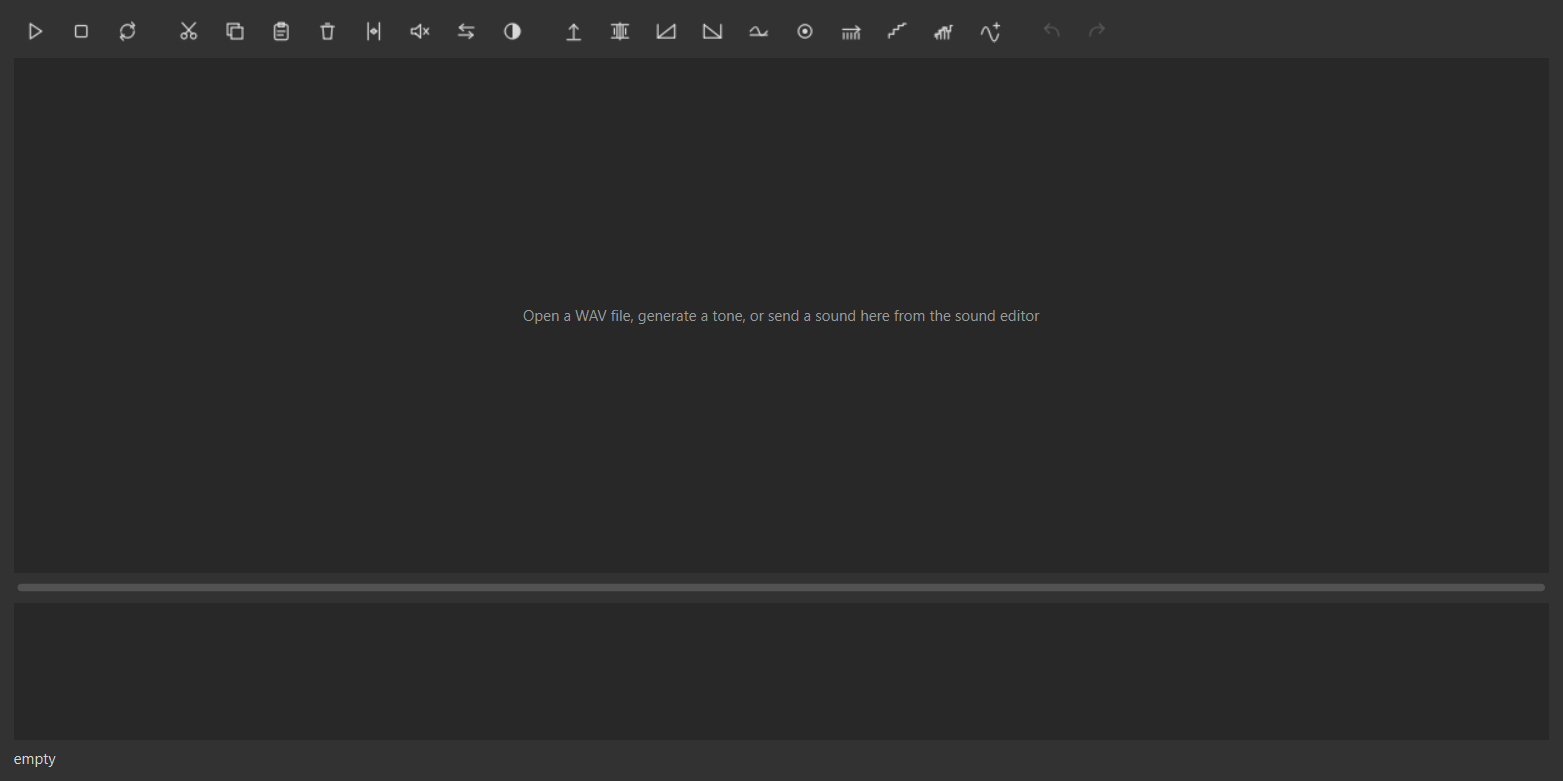 Open a WAV file, generate a tone, or send a sound here from the sound editor
empty